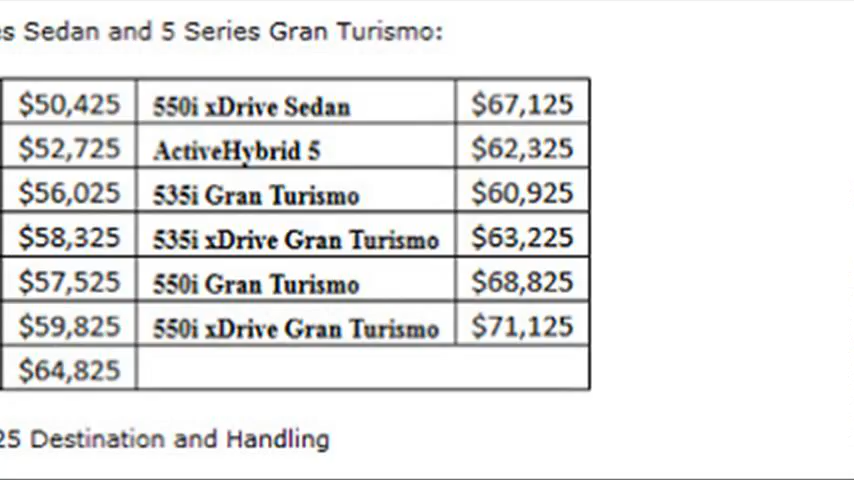 es Sedan and 5 Series Gran Turismo:
$50,425 550i xDrive Sedan $67,125
$52,725 ActiveHybrid 5 $62,325
$56,025 535i Gran Turismo $60,925
$58,325 535i xDrive Gran Turismo $63,225
$57,525 550i Gran Turismo $68,825
$59,825 550i xDrive Gran Turismo $71,125
$64,825
25 Destination and Handling